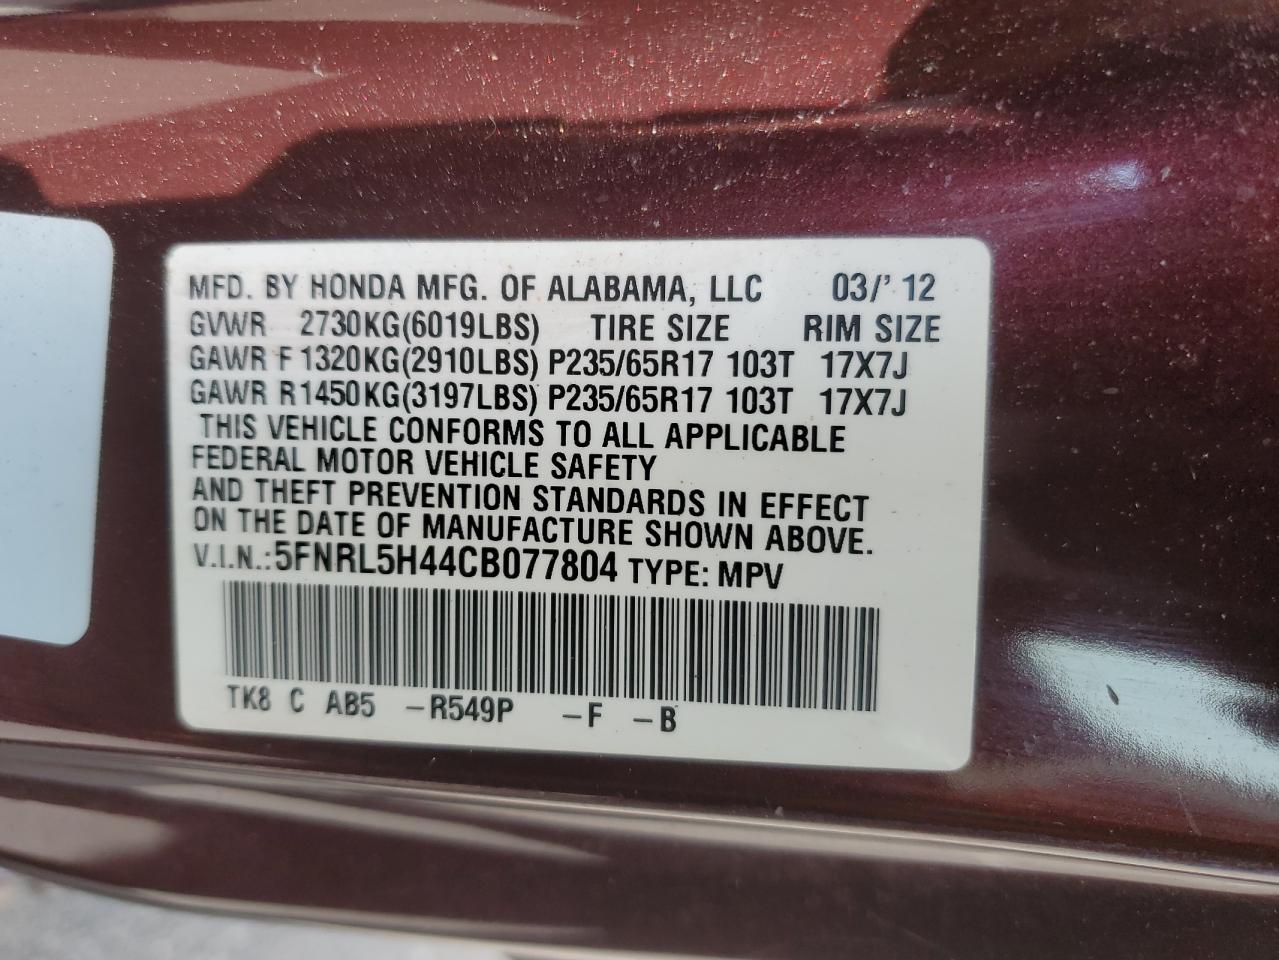 MFD. BY HONDA MFG. OF ALABAMA, LLC 03/' 12
GVWR 2730KG(6019LBS) TIRE SIZE RIM SIZE
GAWR F 1320KG(2910LBS) P235/65R17 103T 17X7J
GAWR R1450KG(3197LBS) P235/65R17 103T 17X7J
THIS VEHICLE CONFORMS TO ALL APPLICABLE
FEDERAL MOTOR VEHICLE SAFETY
AND THEFT PREVENTION STANDARDS IN EFFECT
ON THE DATE OF MANUFACTURE SHOWN ABOVE.
V.I.N.:5FNRL5H44CB077804 TYPE: MPV
TK8 C AB5 -R549P -F -B